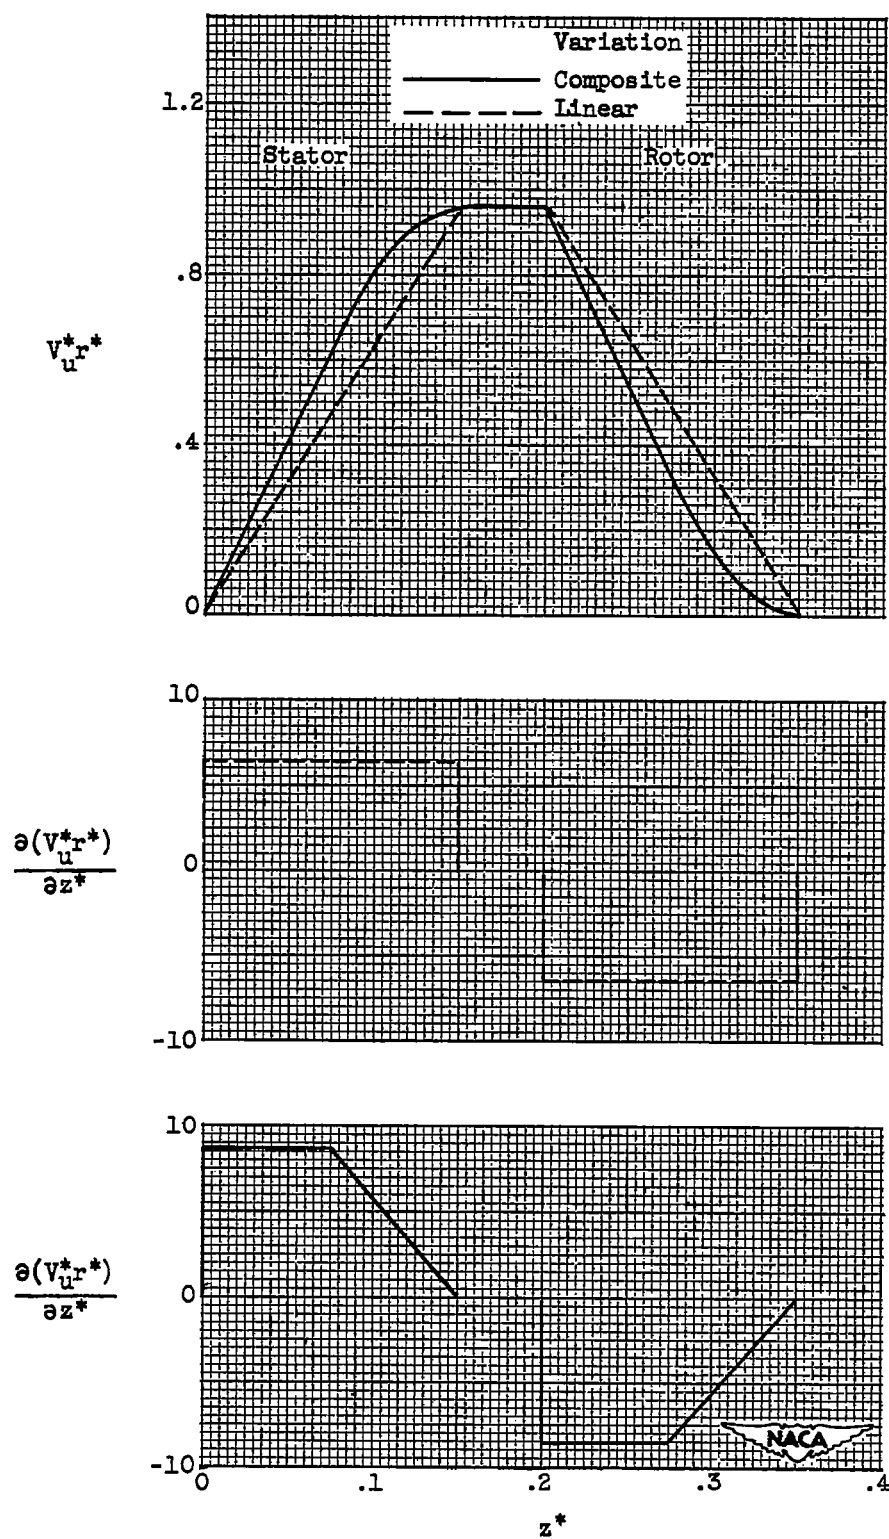 Variation
Composite
Linear
1.2
Stator
Rotor
.8
V*u r*
.4
0
10
∂(V*u r*)
∂z*
0
-10
10
∂(V*u r*)
∂z*
0
NACA
-10
0 .1 .2 .3 .4
z*